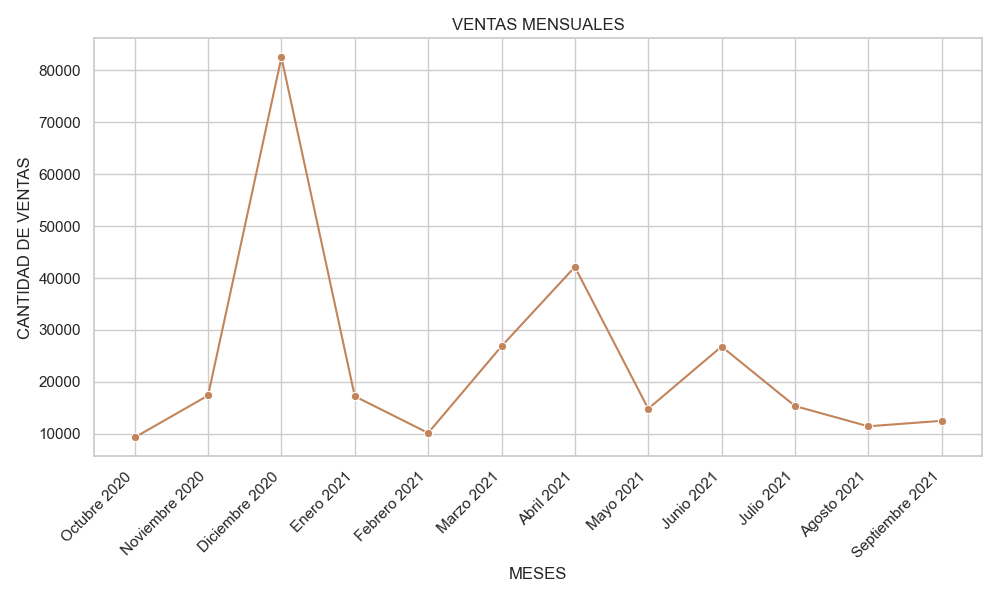 VENTAS MENSUALES
CANTIDAD DE VENTAS
80000
70000
60000
50000
40000
30000
20000
10000
Octubre 2020
Noviembre 2020
Diciembre 2020
Enero 2021
Febrero 2021
Marzo 2021
Abril 2021
Mayo 2021
Junio 2021
Julio 2021
Agosto 2021
Septiembre 2021
MESES